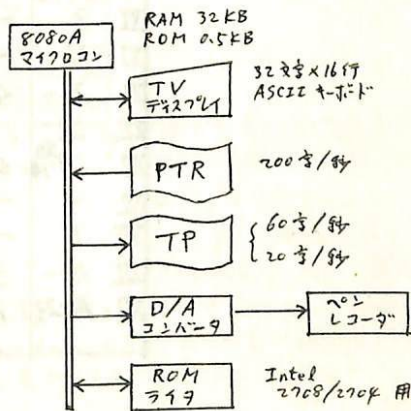 RAM 32KB
ROM 0.5KB
8080A
マイクロコン
TV
ディスプレイ
32文字×16行
ASCII キーボード
PTR
200字/秒
TP
60字/秒
20字/秒
D/A
コンバータ
ペン
レコーダ
ROM
ライタ
Intel
2708/2704 用